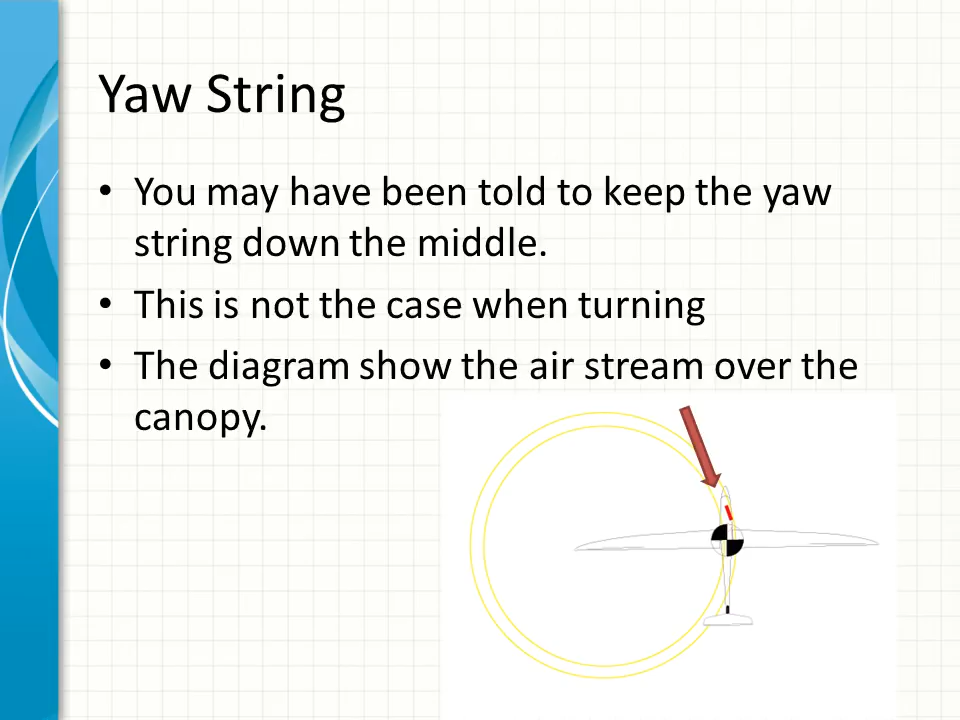 Yaw String
• You may have been told to keep the yaw
string down the middle.
• This is not the case when turning
• The diagram show the air stream over the
canopy.